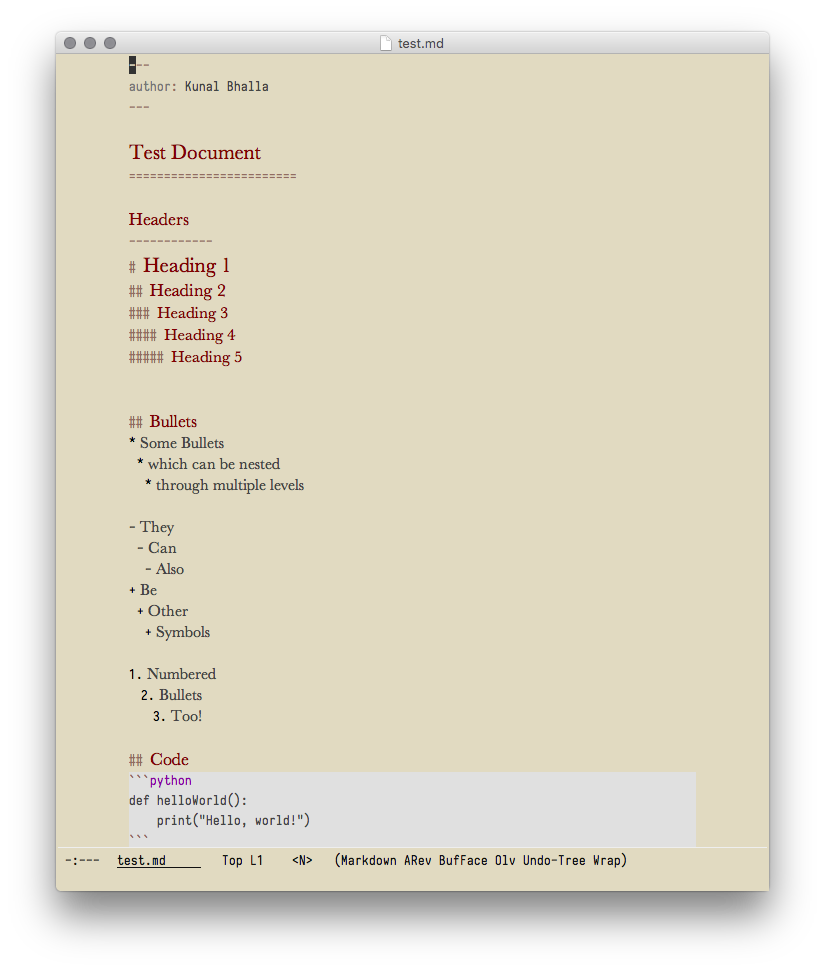 test.md
---
author: Kunal Bhalla
---
Test Document
========================
Headers
------------
# Heading 1
## Heading 2
### Heading 3
#### Heading 4
##### Heading 5
## Bullets
* Some Bullets
  * which can be nested
    * through multiple levels
- They
  - Can
    - Also
+ Be
  + Other
    + Symbols
1. Numbered
   2. Bullets
      3. Too!
## Code
```python
def helloWorld():
    print("Hello, world!")
```
-:---  test.md     Top L1    <N>   (Markdown ARev BufFace Olv Undo-Tree Wrap)